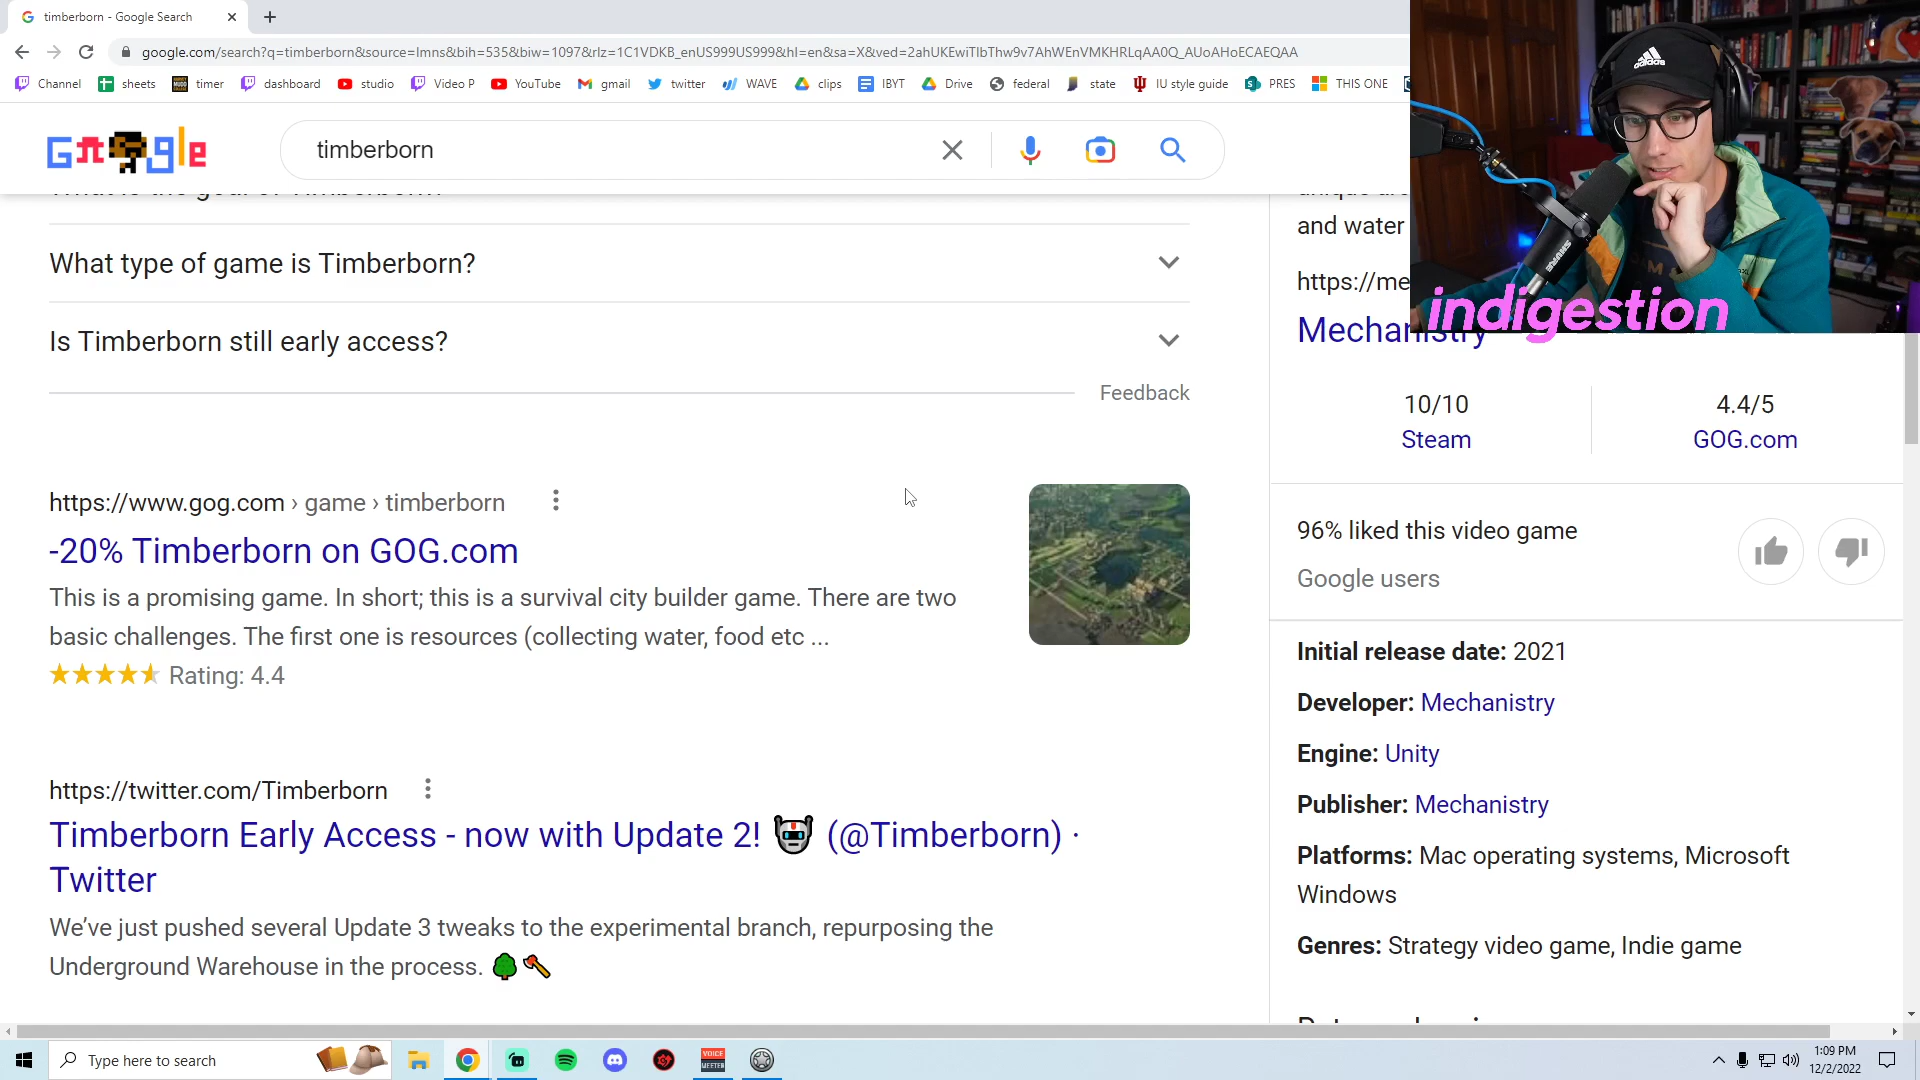 timberborn - Google Search
google.com/search?q=timberborn&source=lmns&bih=535&biw=1097&rlz=1C1VDKB_enUS999US999&hl=en&sa=X&ved=2ahUKEwiTlbThw9v7AhWEnVMKHRLqAA0Q_AUoAHoECAEQAA
Channel sheets timer dashboard studio Video P YouTube gmail twitter WAVE clips IBYT Drive federal state IU style guide PRES THIS ONE
adidas
SHURE
indigestion
timberborn
What type of game is Timberborn?
Is Timberborn still early access?
Feedback
https://www.gog.com › game › timberborn
-20% Timberborn on GOG.com
This is a promising game. In short; this is a survival city builder game. There are two
basic challenges. The first one is resources (collecting water, food etc ...
Rating: 4.4
https://twitter.com/Timberborn
Timberborn Early Access - now with Update 2! 🤖 (@Timberborn) ·
Twitter
We've just pushed several Update 3 tweaks to the experimental branch, repurposing the
Underground Warehouse in the process. 🌳🪓
and water
https://me
Mechanistry
10/10
Steam
4.4/5
GOG.com
96% liked this video game
Google users
Initial release date: 2021
Developer: Mechanistry
Engine: Unity
Publisher: Mechanistry
Platforms: Mac operating systems, Microsoft
Windows
Genres: Strategy video game, Indie game
Type here to search
VOICE
MEETER
1:09 PM
12/2/2022